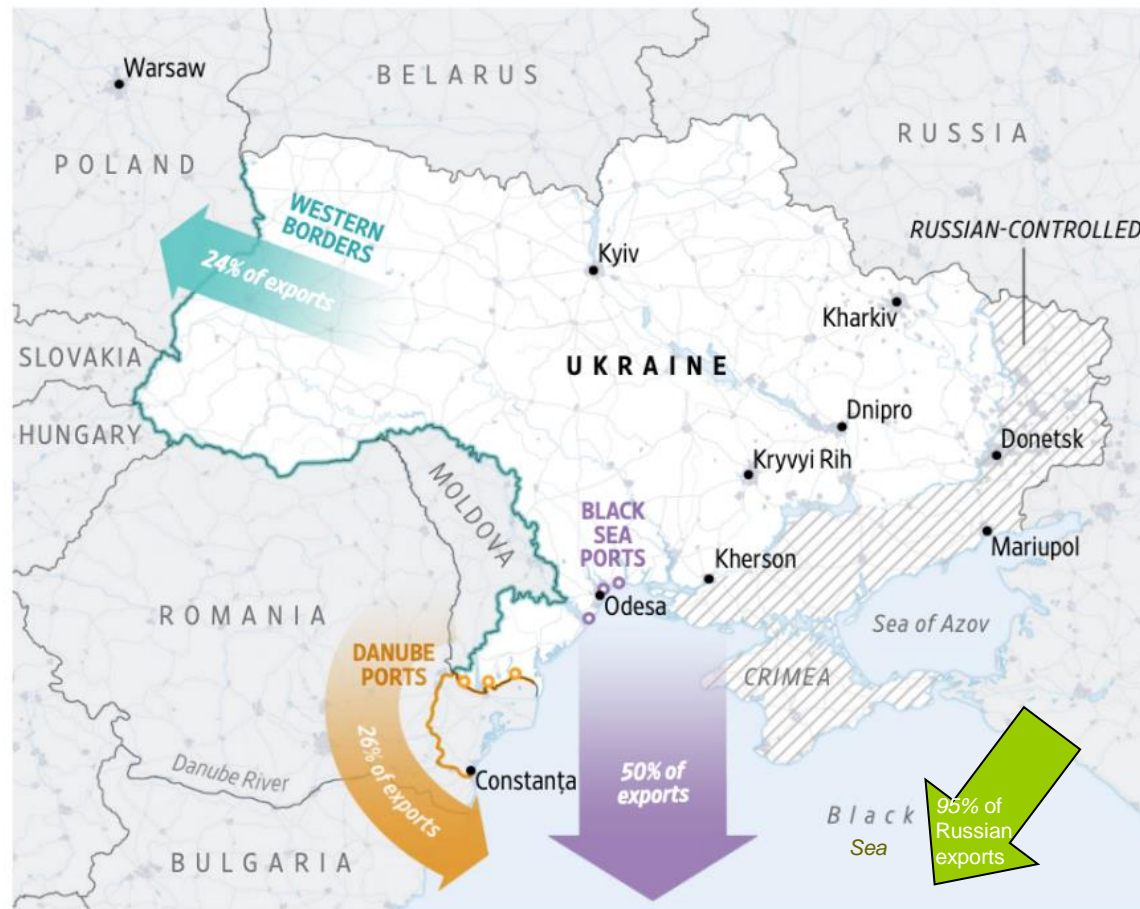 Warsaw
BELARUS
RUSSIA
POLAND
WESTERN
BORDERS
24% of exports
RUSSIAN-CONTROLLED
Kyiv
Kharkiv
SLOVAKIA
UKRAINE
HUNGARY
Dnipro
Donetsk
Kryvyi Rih
MOLDOVA
BLACK
SEA
PORTS
Mariupol
Kherson
Odesa
ROMANIA
Sea of Azov
DANUBE
PORTS
CRIMEA
26% of exports
Danube River
Constanța
50% of
exports
Black
Sea
95% of
Russian
exports
BULGARIA